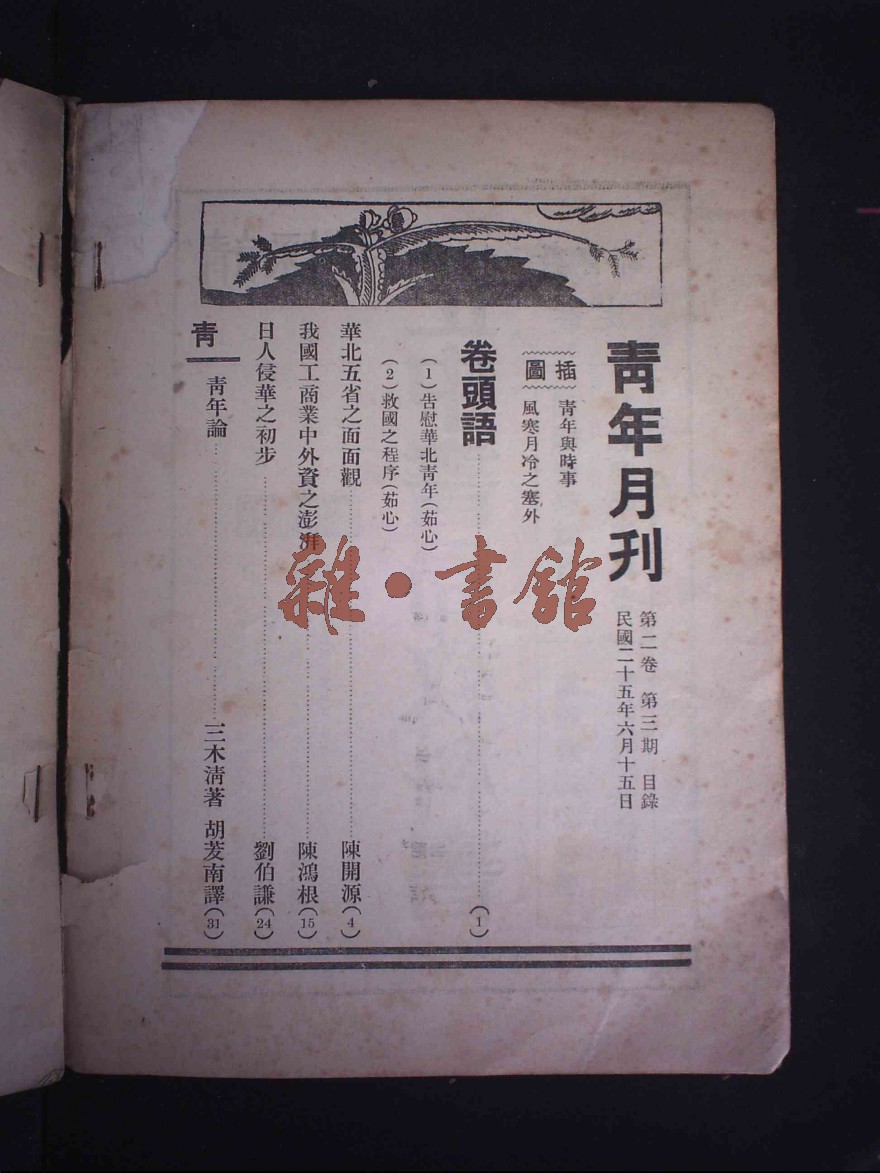 青年月刊
第二卷 第三期 目錄
民國二十五年六月十五日
插圖
青年與時事
風寒月冷之塞外
卷頭語……(1)
(1)告慰華北青年(茹心)
(2)救國之程序(茹心)
華北五省之面面觀……陳開源(4)
我國工商業中外資之澎湃……陳鴻根(15)
日人侵華之初步……劉伯謙(24)
青
青年論……三木清著 胡芨南譯(31)
雜·書館